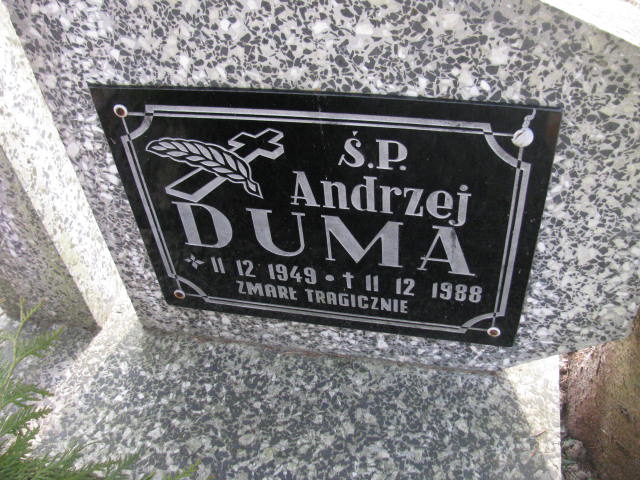 Ś.P.
Andrzej
DUMA
11 12 1949 • † 11 12 1988
ZMARŁ TRAGICZNIE